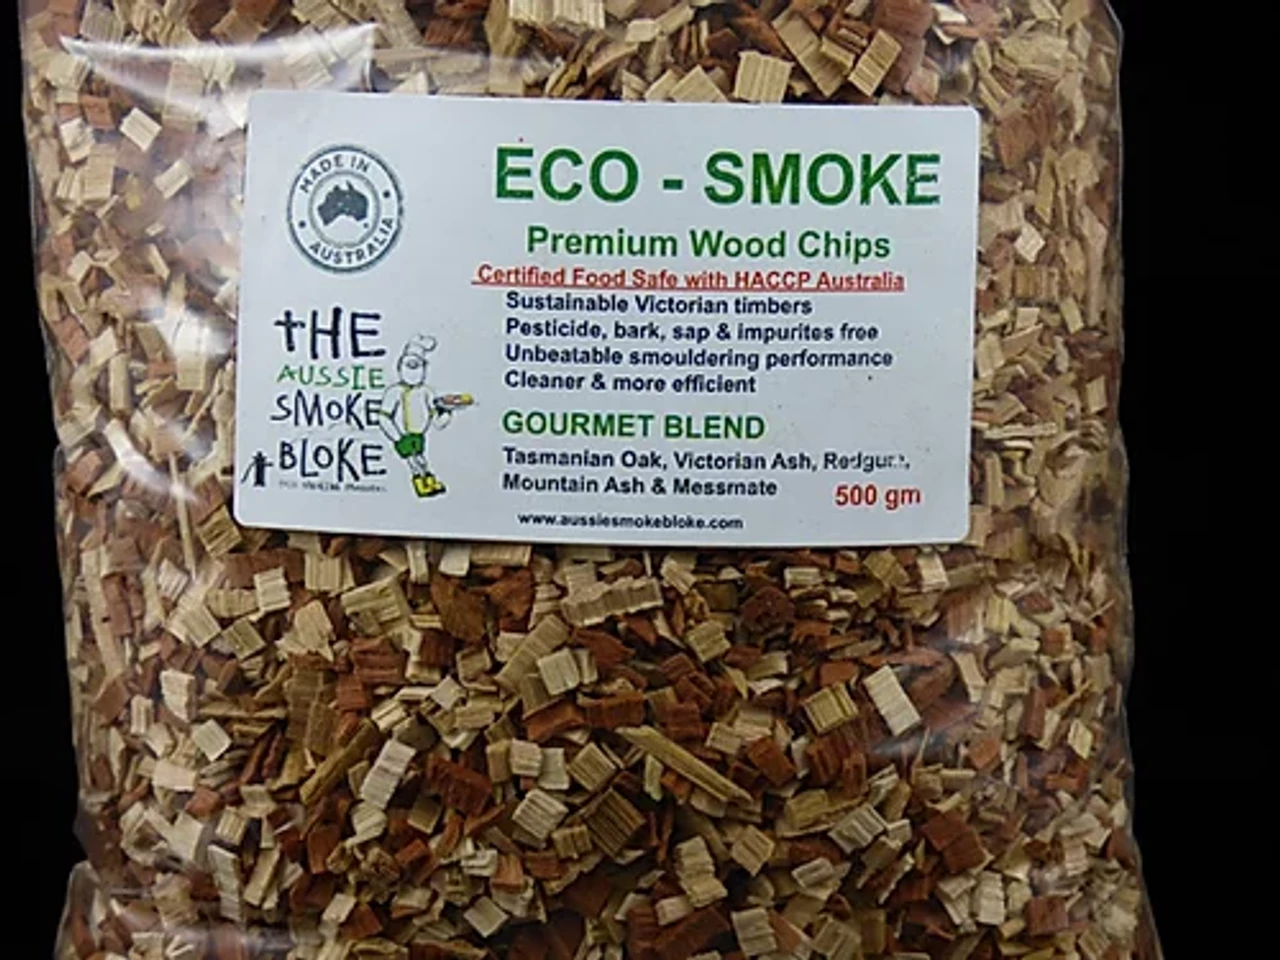 MADE IN
AUSTRALIA
ECO - SMOKE
Premium Wood Chips
Certified Food Safe with HACCP Australia
Sustainable Victorian timbers
Pesticide, bark, sap & impurites free
Unbeatable smouldering performance
Cleaner & more efficient
tHE
AUSSIE
SMoKE
BLoKE
GOURMET BLEND
Tasmanian Oak, Victorian Ash, Redgum,
Mountain Ash & Messmate
500 gm
www.aussiesmokebloke.com